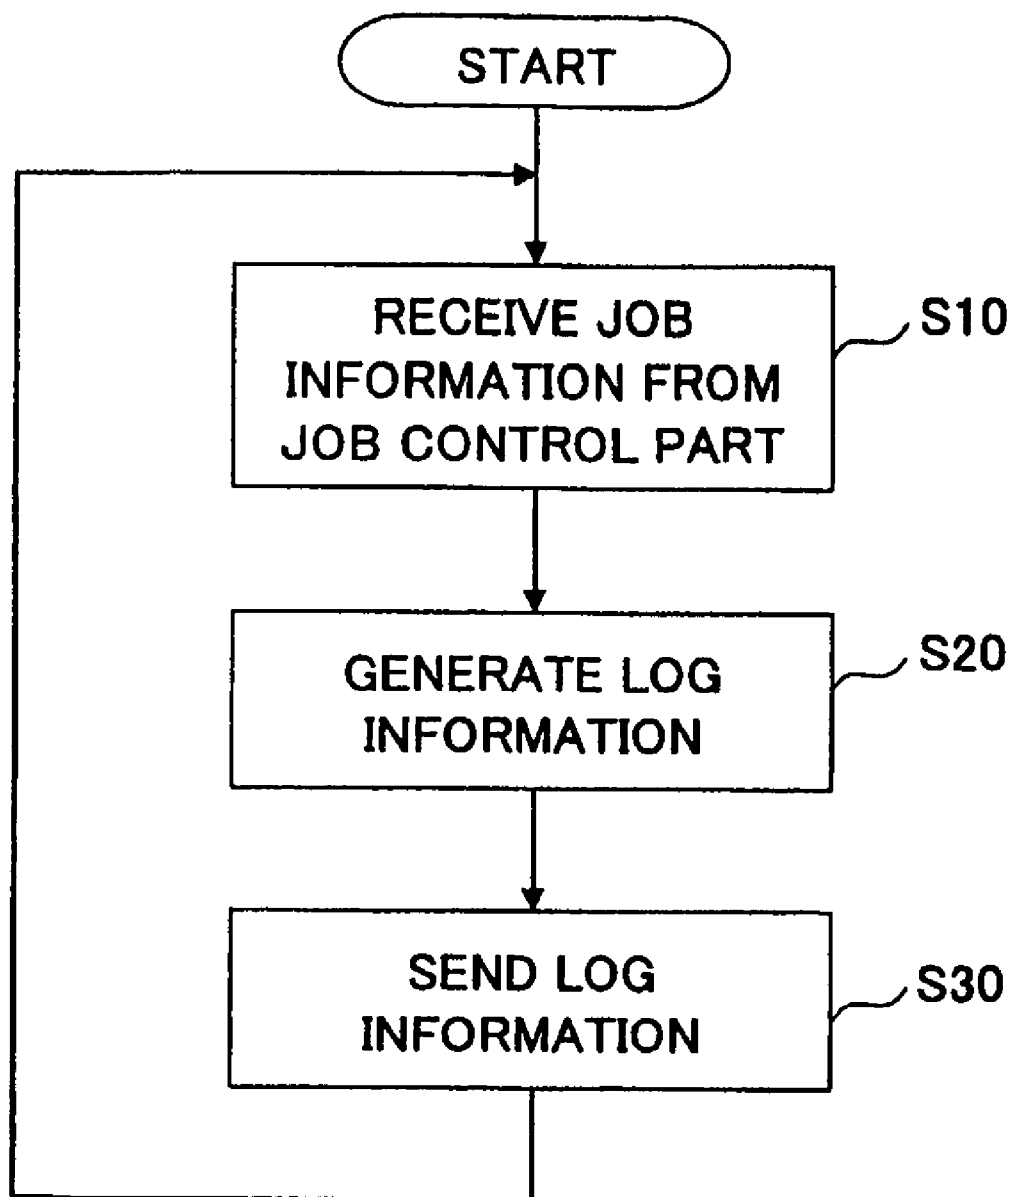 START
RECEIVE JOB
INFORMATION FROM
JOB CONTROL PART
S10
GENERATE LOG
INFORMATION
S20
SEND LOG
INFORMATION
S30